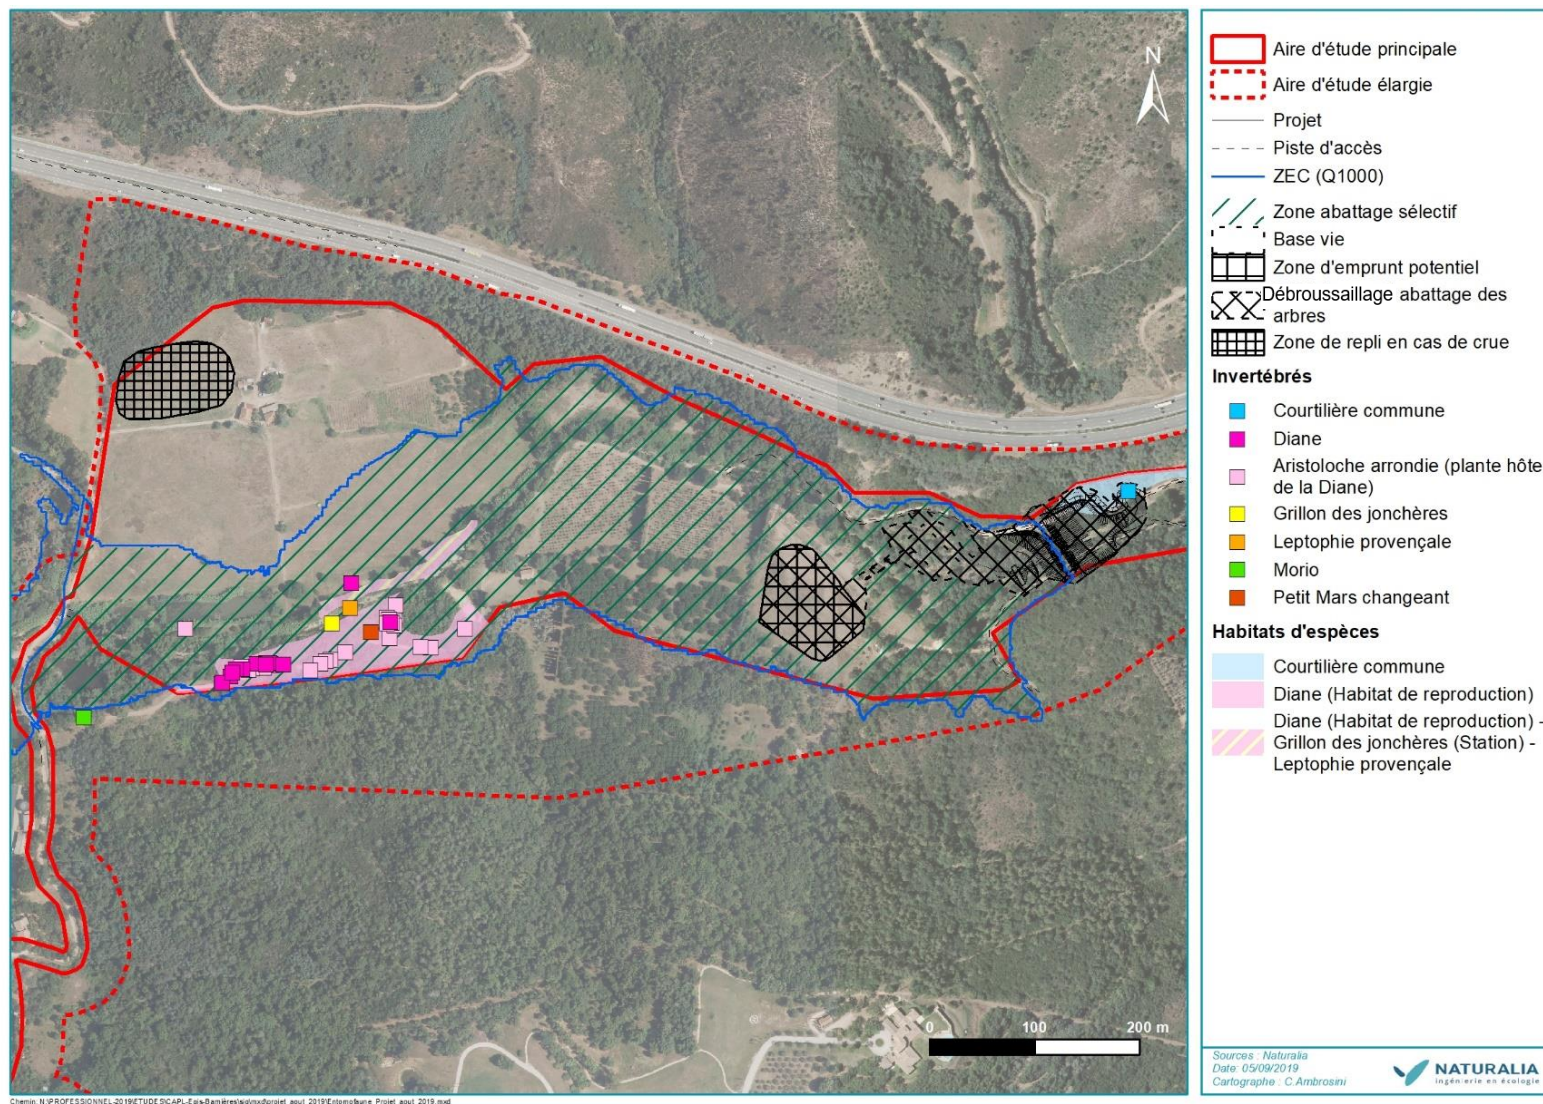 N
0 100 200 m
Aire d'étude principale
Aire d'étude élargie
Projet
Piste d'accès
ZEC (Q1000)
Zone abattage sélectif
Base vie
Zone d'emprunt potentiel
Débroussaillage abattage des
arbres
Zone de repli en cas de crue
Invertébrés
Courtilière commune
Diane
Aristoloche arrondie (plante hôte
de la Diane)
Grillon des jonchères
Leptophie provençale
Morio
Petit Mars changeant
Habitats d'espèces
Courtilière commune
Diane (Habitat de reproduction)
Diane (Habitat de reproduction) -
Grillon des jonchères (Station) -
Leptophie provençale
Sources : Naturalia
Date: 05/09/2019
Cartographe : C.Ambrosini
NATURALIA
Ingénierie en écologie